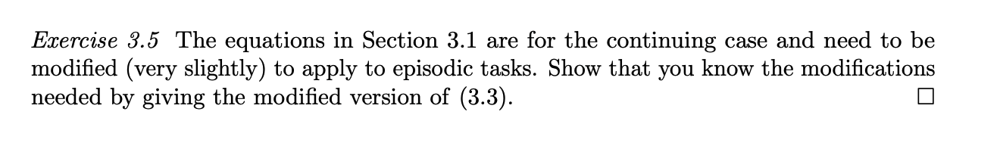 Exercise 3.5 The equations in Section 3.1 are for the continuing case and need to be
modified (very slightly) to apply to episodic tasks. Show that you know the modifications
needed by giving the modified version of (3.3). □